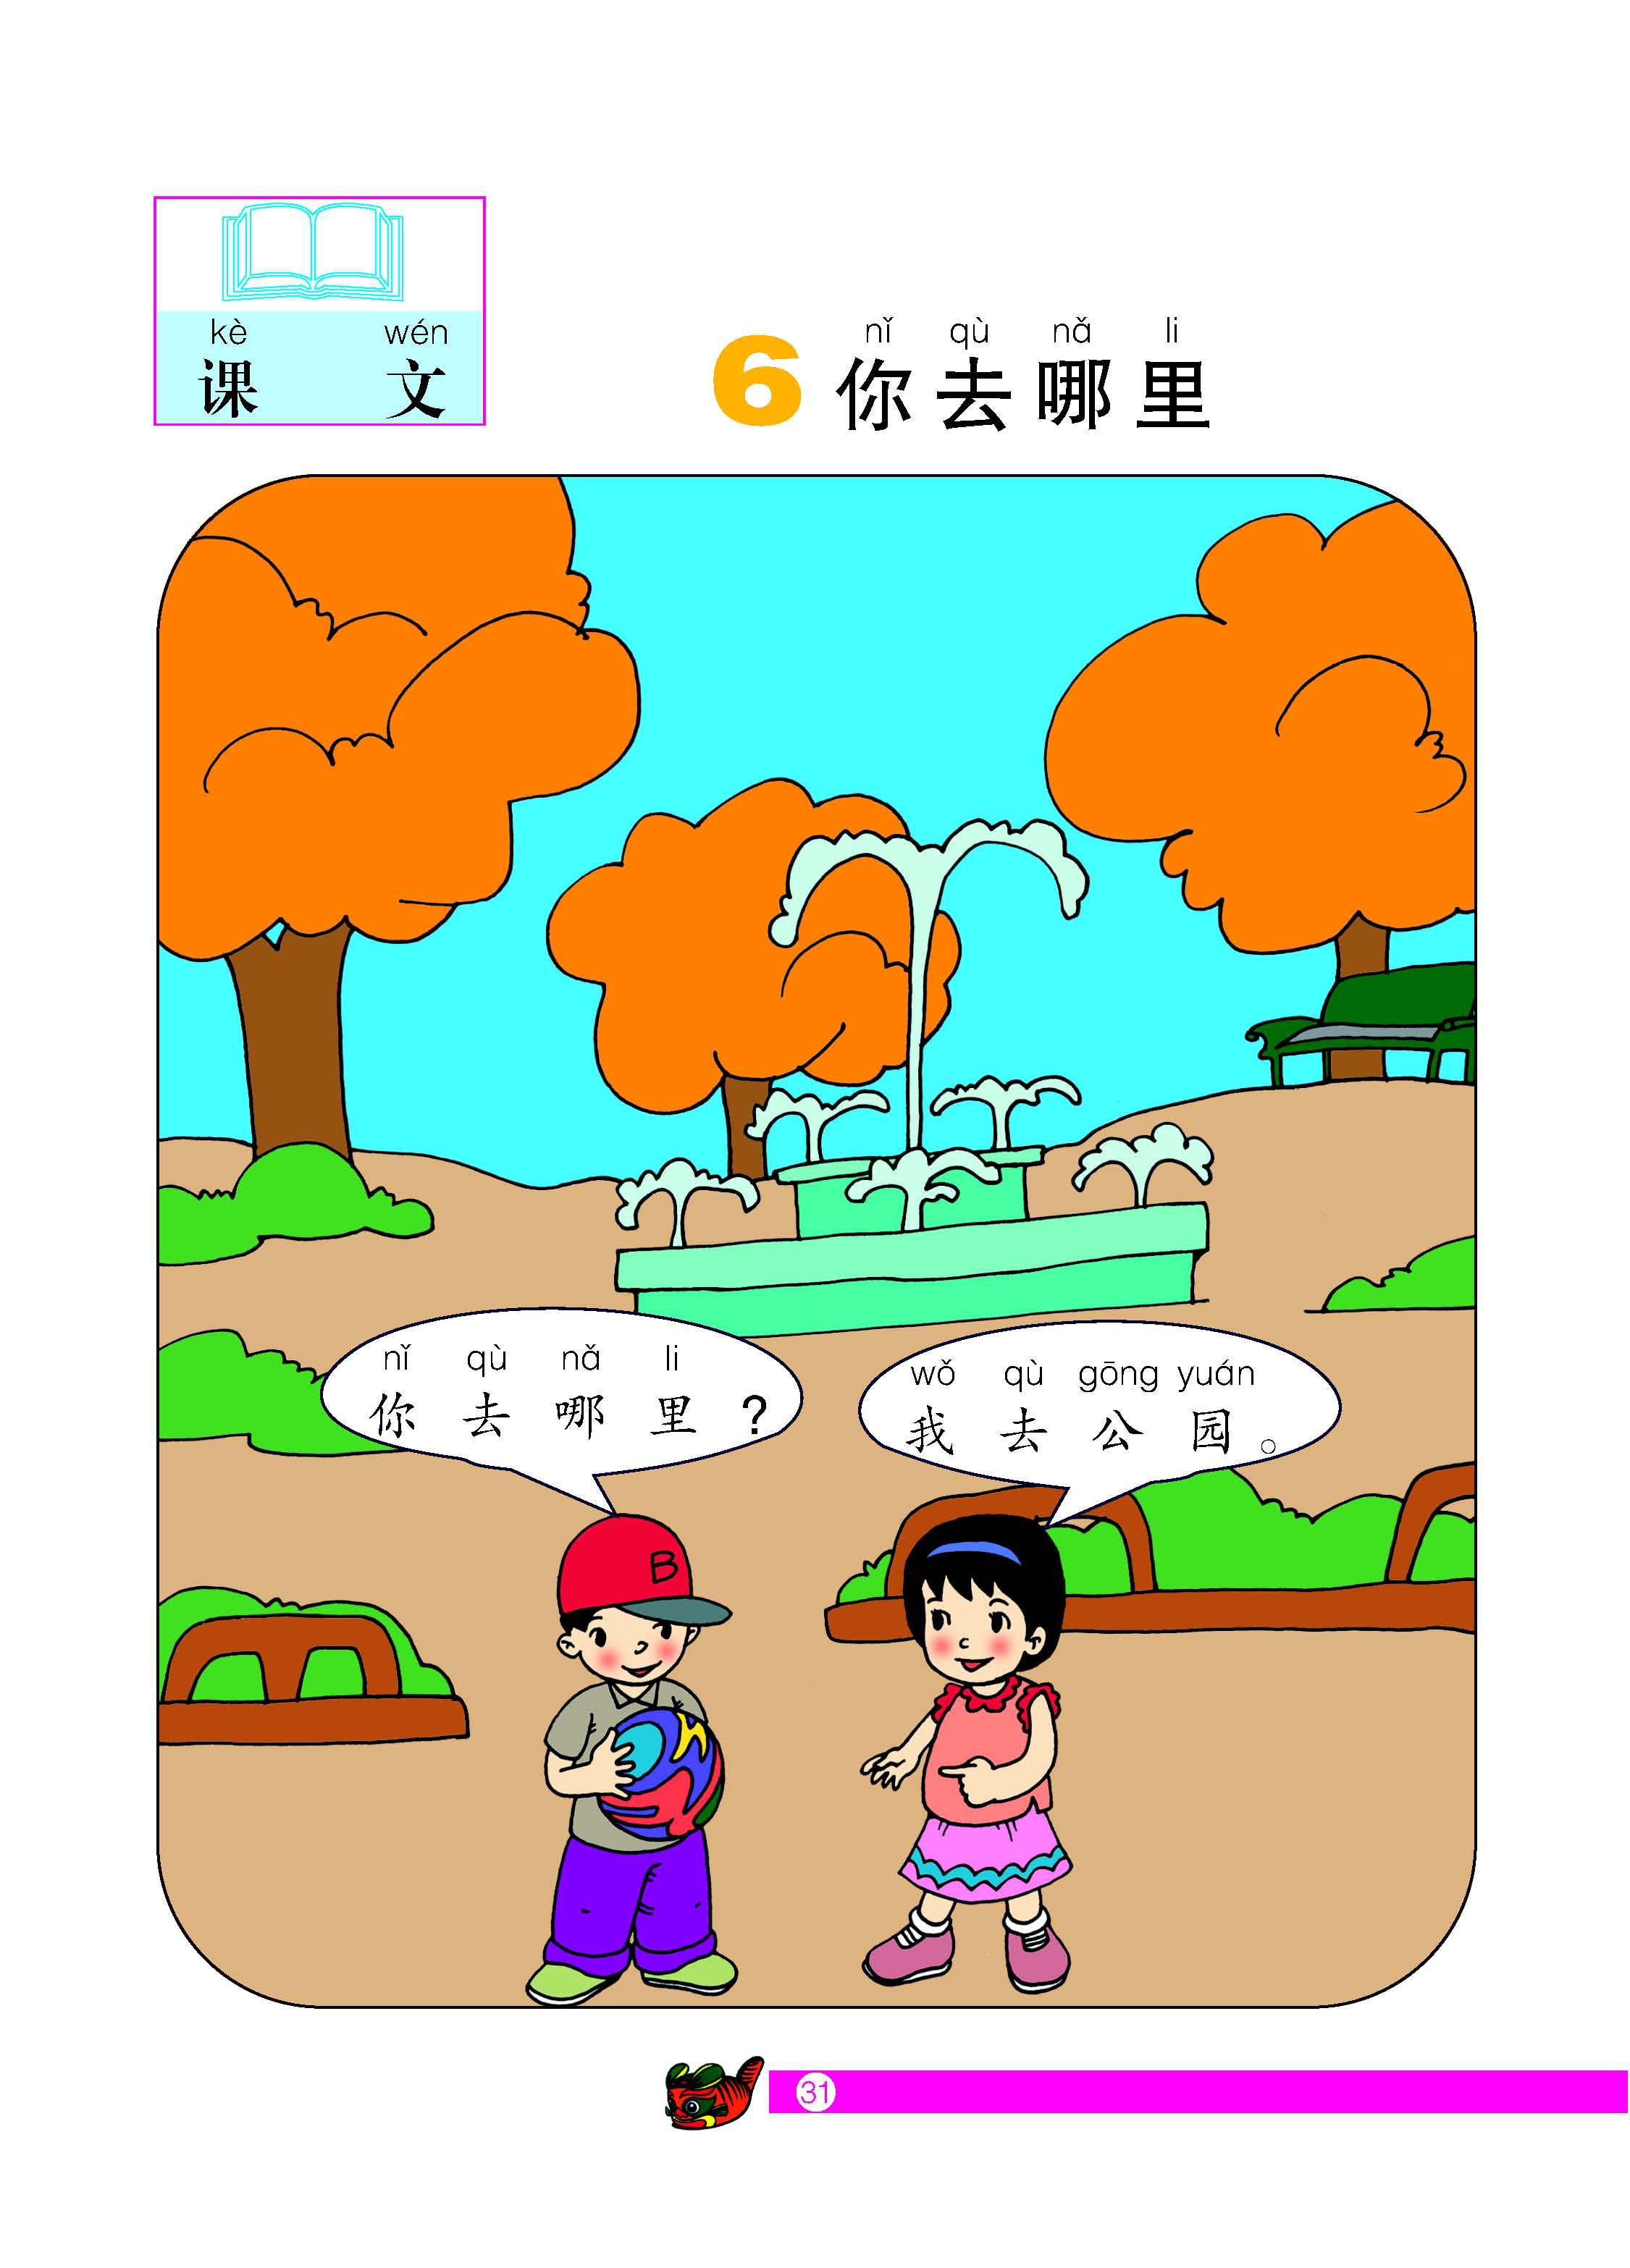 kè wén
课 文
nǐ qù nǎ li
6 你去哪里
nǐ qù nǎ li
你 去 哪 里 ?
wǒ qù gōng yuán
我 去 公 园 。
B
31